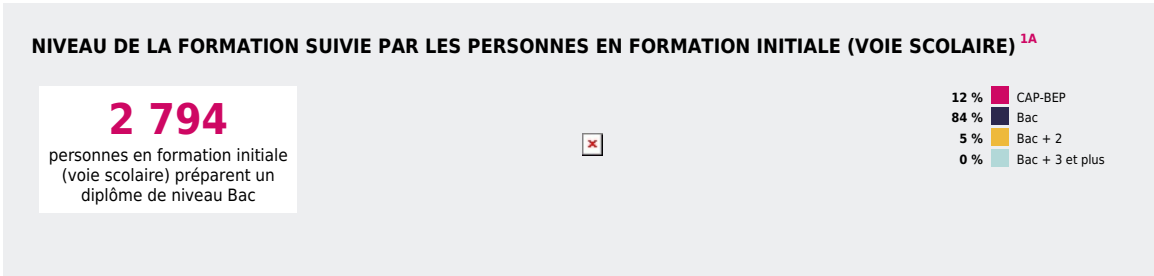 NIVEAU DE LA FORMATION SUIVIE PAR LES PERSONNES EN FORMATION INITIALE (VOIE SCOLAIRE) 1A
2 794
personnes en formation initiale
(voie scolaire) préparent un
diplôme de niveau Bac
12 % CAP-BEP
84 % Bac
5 % Bac + 2
0 % Bac + 3 et plus